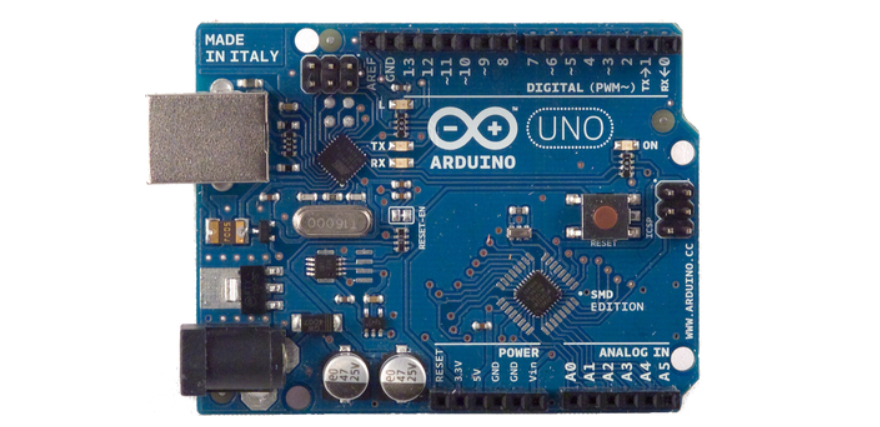 MADE
IN ITALY
AREF
GND
13
12
~11
~10
~9
8
7
~6
~5
~4
~3
2
TX→1
RX←0
DIGITAL (PWM~)
L
TX
RX
ARDUINO
™
UNO
ON
RESET-EN
T16000
RESET
ICSP
SMD
EDITION
WWW.ARDUINO.CC
POWER
ANALOG IN
RESET
3.3V
5V
GND
GND
Vin
A0
A1
A2
A3
A4
A5
47
25V
47
25V